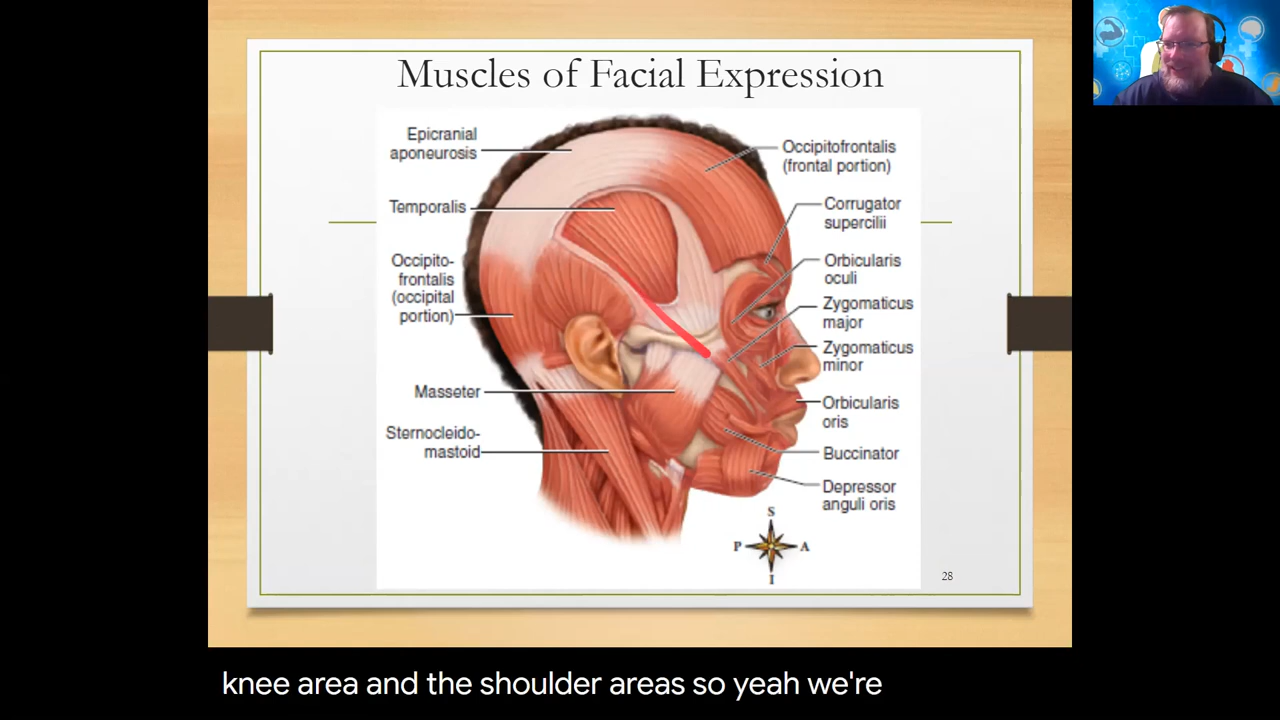 Muscles of Facial Expression
Epicranial
aponeurosis
Temporalis
Occipito-
frontalis
(occipital
portion)
Masseter
Sternocleido-
mastoid
Occipitofrontalis
(frontal portion)
Corrugator
supercilii
Orbicularis
oculi
Zygomaticus
major
Zygomaticus
minor
Orbicularis
oris
Buccinator
Depressor
anguli oris
S
P
A
I
28
knee area and the shoulder areas so yeah we're